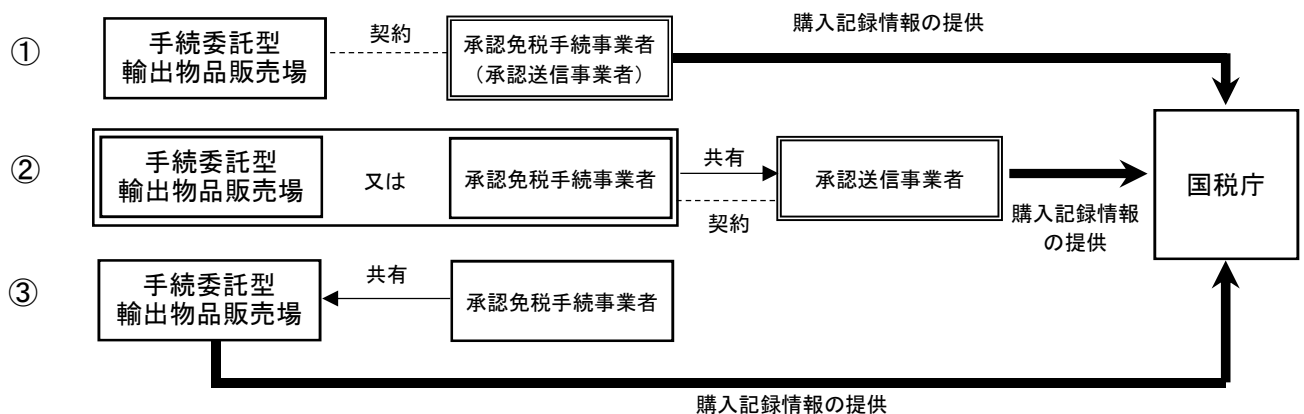 購入記録情報の提供
①
手続委託型
輸出物品販売場
契約
承認免税手続事業者
（承認送信事業者）
②
手続委託型
輸出物品販売場
又は
承認免税手続事業者
共有
契約
承認送信事業者
購入記録情報
の提供
国税庁
③
手続委託型
輸出物品販売場
共有
承認免税手続事業者
購入記録情報の提供